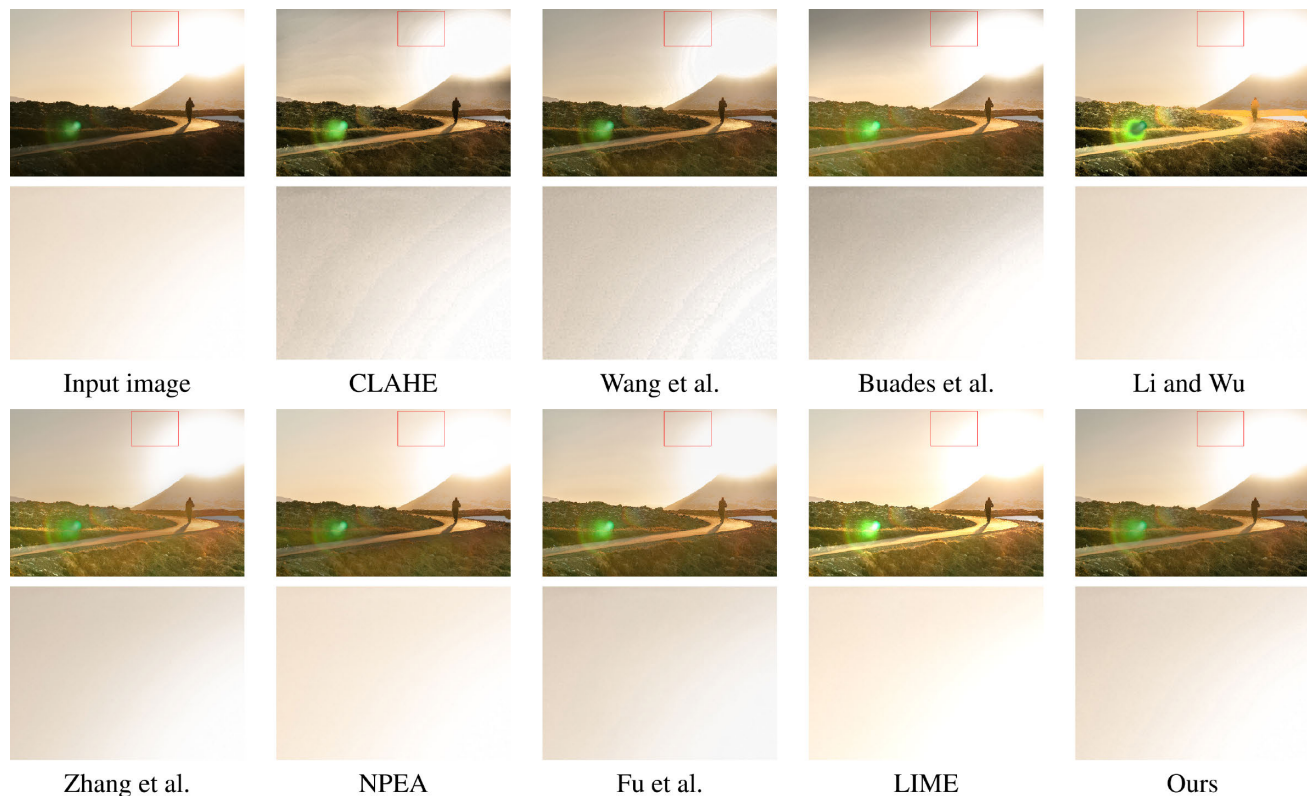 Input image
CLAHE
Wang et al.
Buades et al.
Li and Wu
Zhang et al.
NPEA
Fu et al.
LIME
Ours